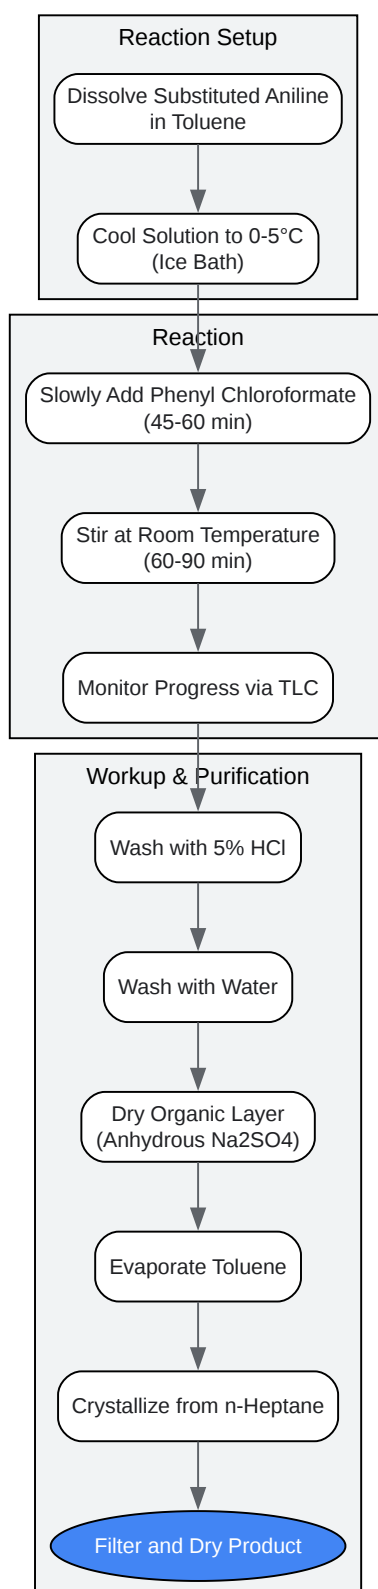 Reaction Setup
Dissolve Substituted Aniline
in Toluene
Cool Solution to 0-5°C
(Ice Bath)
Reaction
Slowly Add Phenyl Chloroformate
(45-60 min)
Stir at Room Temperature
(60-90 min)
Monitor Progress via TLC
Workup & Purification
Wash with 5% HCl
Wash with Water
Dry Organic Layer
(Anhydrous Na2SO4)
Evaporate Toluene
Crystallize from n-Heptane
Filter and Dry Product